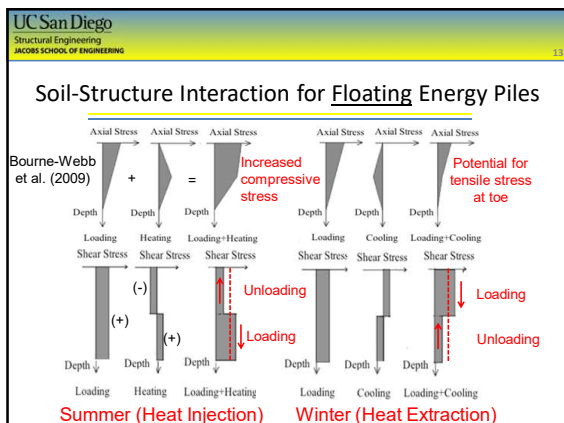 UC San Diego
Structural Engineering
JACOBS SCHOOL OF ENGINEERING
13
Soil-Structure Interaction for Floating Energy Piles
Axial Stress Axial Stress Axial Stress Axial Stress Axial Stress Axial Stress
Bourne-Webb
et al. (2009)
+
=
Increased
compressive
stress
Potential for
tensile stress
at toe
Depth Depth Depth Depth Depth Depth
Loading Heating Loading+Heating Loading Cooling Loading+Cooling
Shear Stress Shear Stress Shear Stress Shear Stress Shear Stress Shear Stress
(-)
Unloading
Loading
(+)
(+)
Loading
Unloading
Depth Depth Depth Depth Depth Depth
Loading Heating Loading+Heating Loading Cooling Loading+Cooling
Summer (Heat Injection) Winter (Heat Extraction)